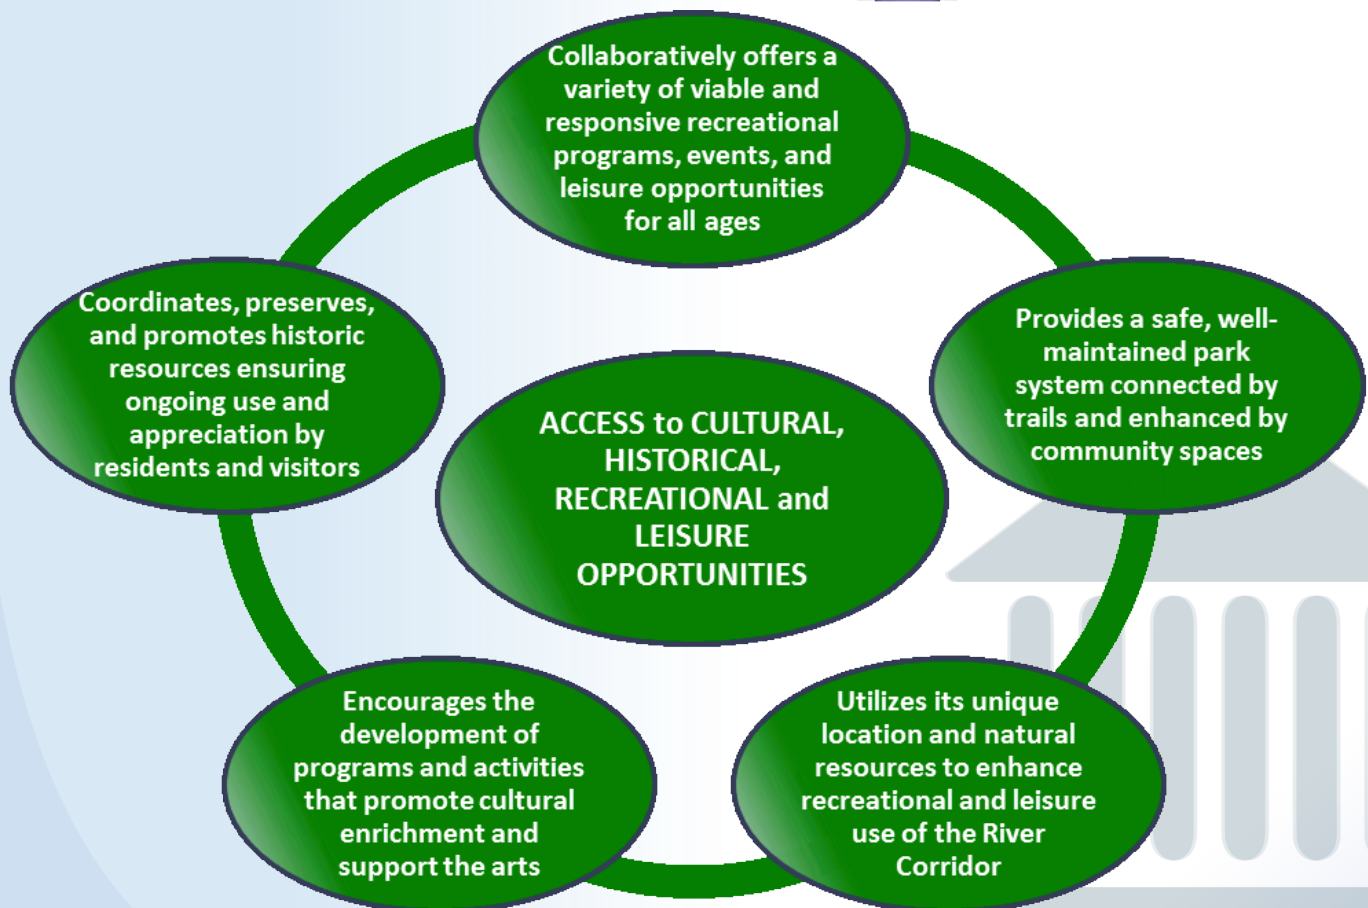 Collaboratively offers a
variety of viable and
responsive recreational
programs, events, and
leisure opportunities
for all ages
Coordinates, preserves,
and promotes historic
resources ensuring
ongoing use and
appreciation by
residents and visitors
Provides a safe, well-
maintained park
system connected by
trails and enhanced by
community spaces
ACCESS to CULTURAL,
HISTORICAL,
RECREATIONAL and
LEISURE
OPPORTUNITIES
Encourages the
development of
programs and activities
that promote cultural
enrichment and
support the arts
Utilizes its unique
location and natural
resources to enhance
recreational and leisure
use of the River
Corridor